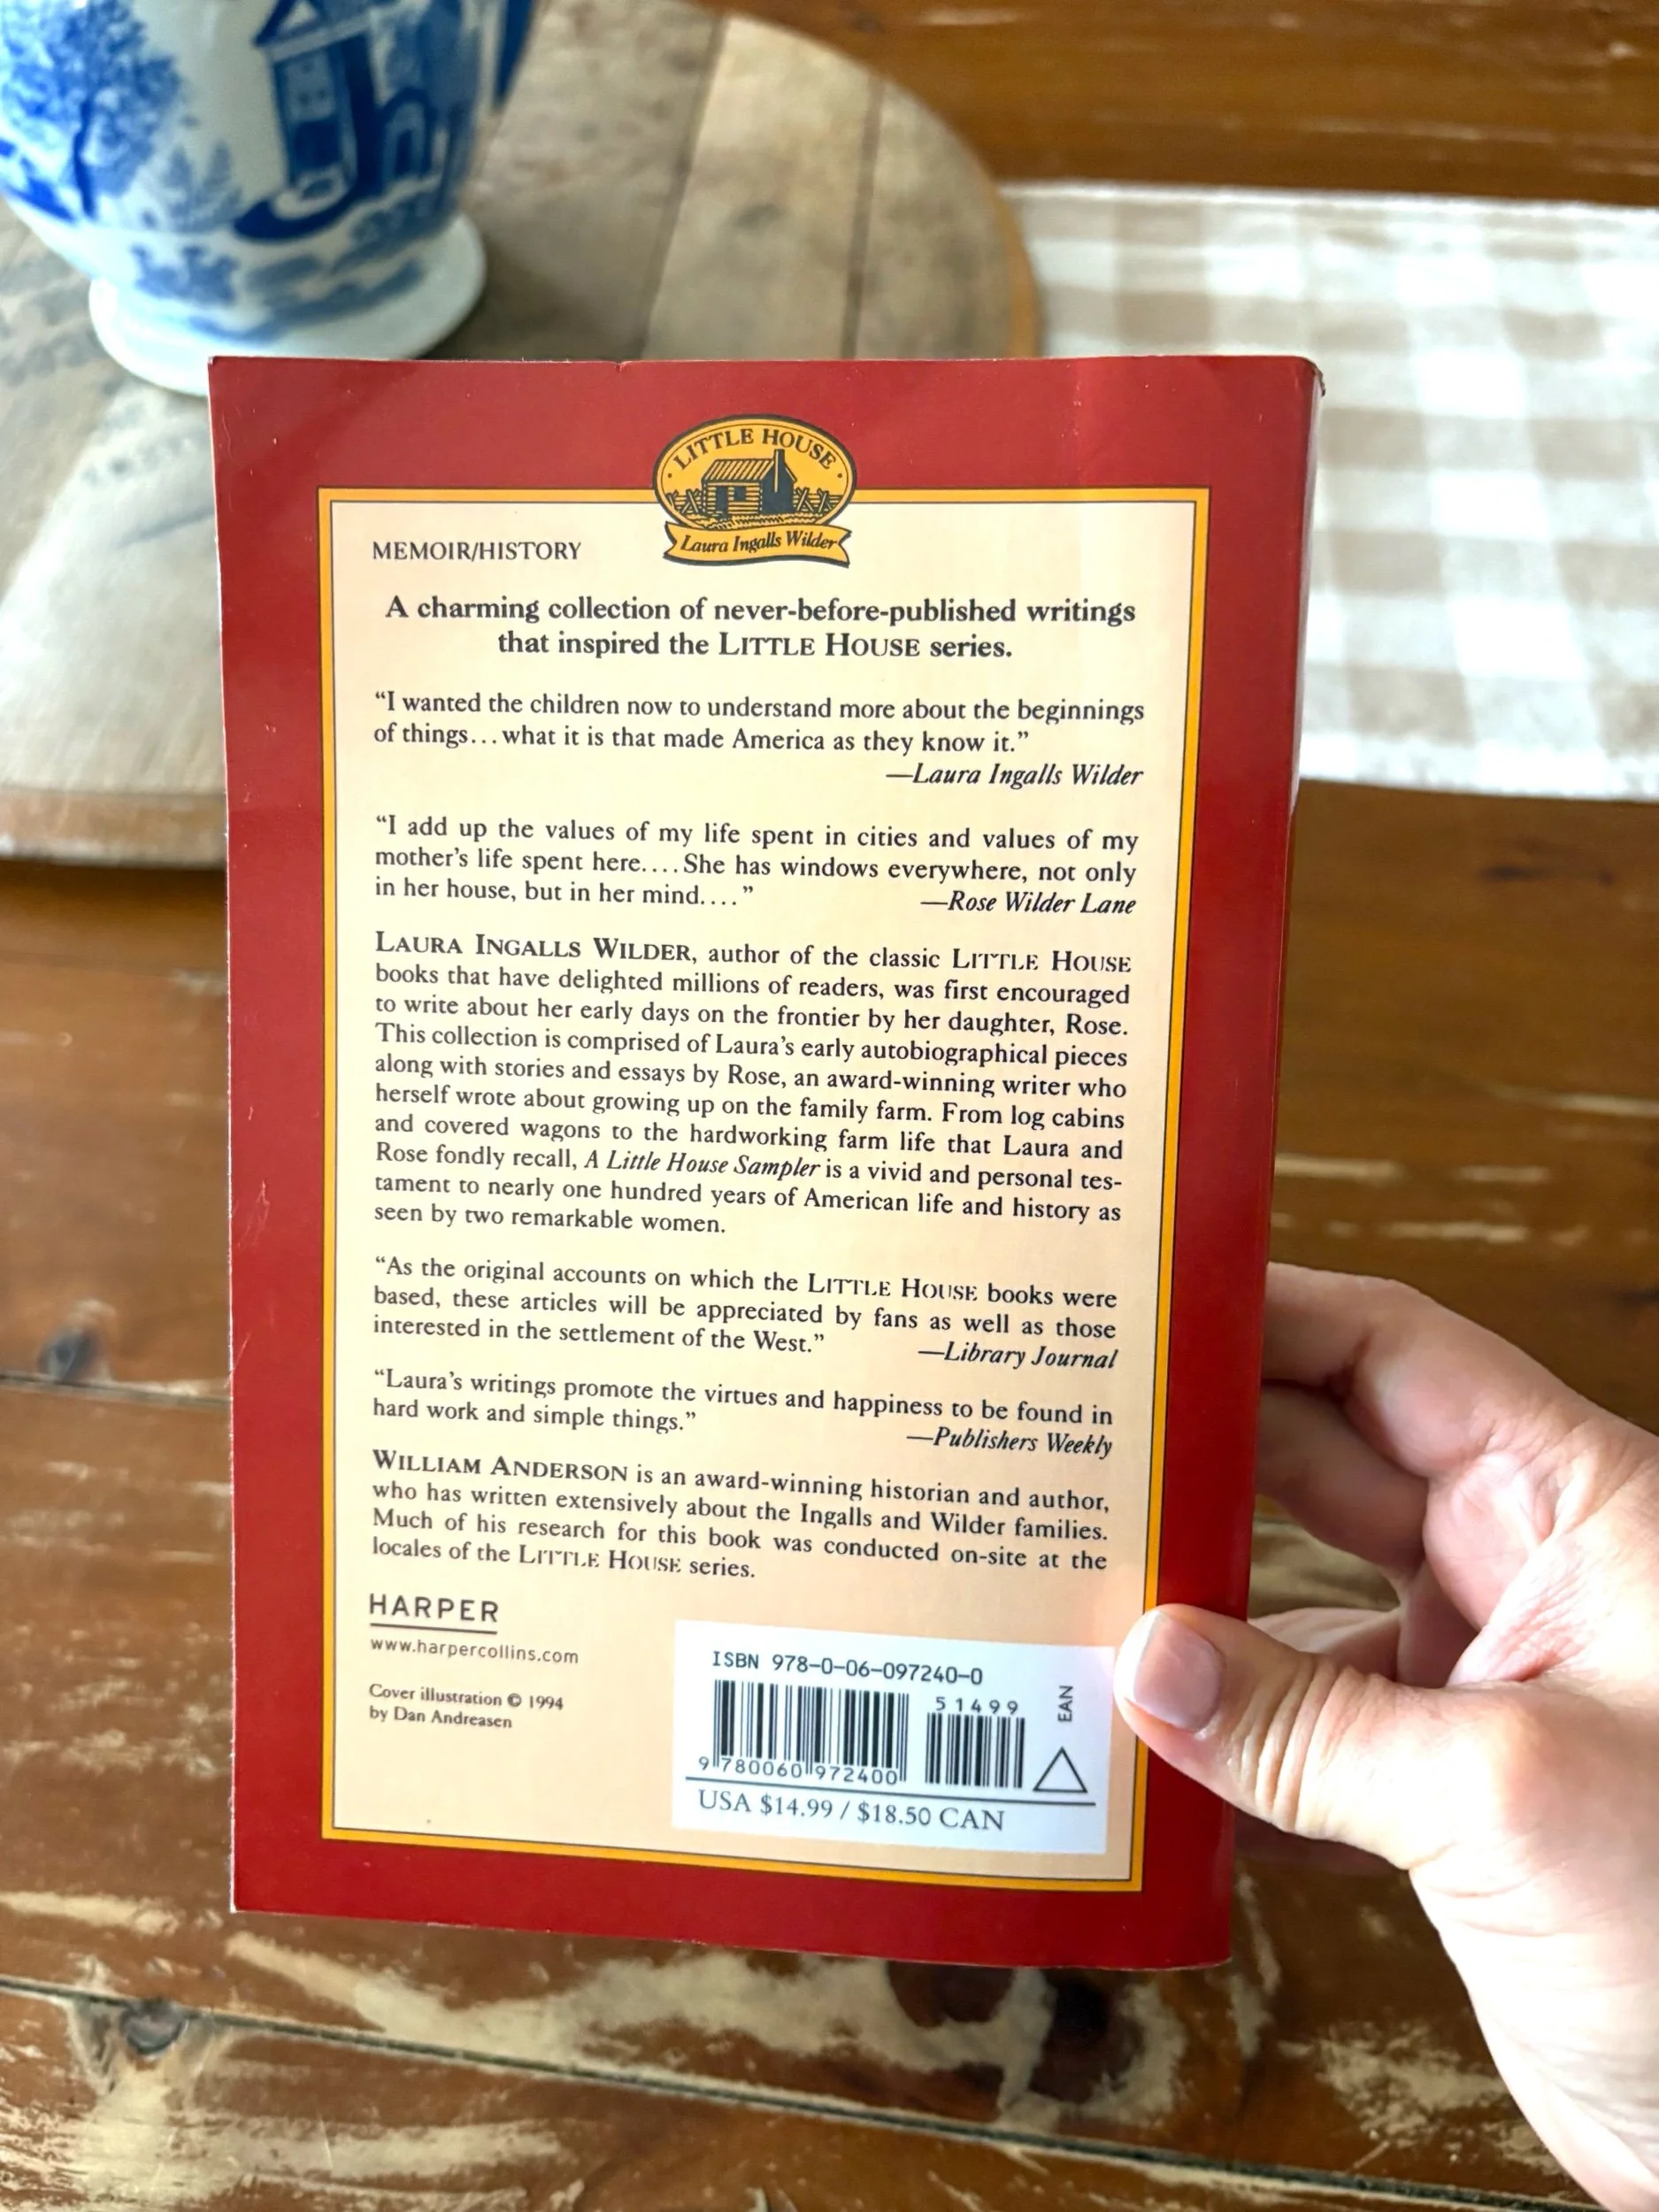 LITTLE HOUSE
Laura Ingalls Wilder
MEMOIR/HISTORY
A charming collection of never-before-published writings
that inspired the LITTLE HOUSE series.
“I wanted the children now to understand more about the beginnings
of things...what it is that made America as they know it.”
—Laura Ingalls Wilder
“I add up the values of my life spent in cities and values of my
mother’s life spent here....She has windows everywhere, not only
in her house, but in her mind....” —Rose Wilder Lane
LAURA INGALLS WILDER, author of the classic LITTLE HOUSE
books that have delighted millions of readers, was first encouraged
to write about her early days on the frontier by her daughter, Rose.
This collection is comprised of Laura’s early autobiographical pieces
along with stories and essays by Rose, an award-winning writer who
herself wrote about growing up on the family farm. From log cabins
and covered wagons to the hardworking farm life that Laura and
Rose fondly recall, A Little House Sampler is a vivid and personal tes-
tament to nearly one hundred years of American life and history as
seen by two remarkable women.
“As the original accounts on which the LITTLE HOUSE books were
based, these articles will be appreciated by fans as well as those
interested in the settlement of the West.” —Library Journal
“Laura’s writings promote the virtues and happiness to be found in
hard work and simple things.” —Publishers Weekly
WILLIAM ANDERSON is an award-winning historian and author,
who has written extensively about the Ingalls and Wilder families.
Much of his research for this book was conducted on-site at the
locales of the LITTLE HOUSE series.
HARPER
www.harpercollins.com
Cover illustration © 1994
by Dan Andreasen
ISBN 978-0-06-097240-0
51499
EAN
9 780060 972400
USA $14.99 / $18.50 CAN